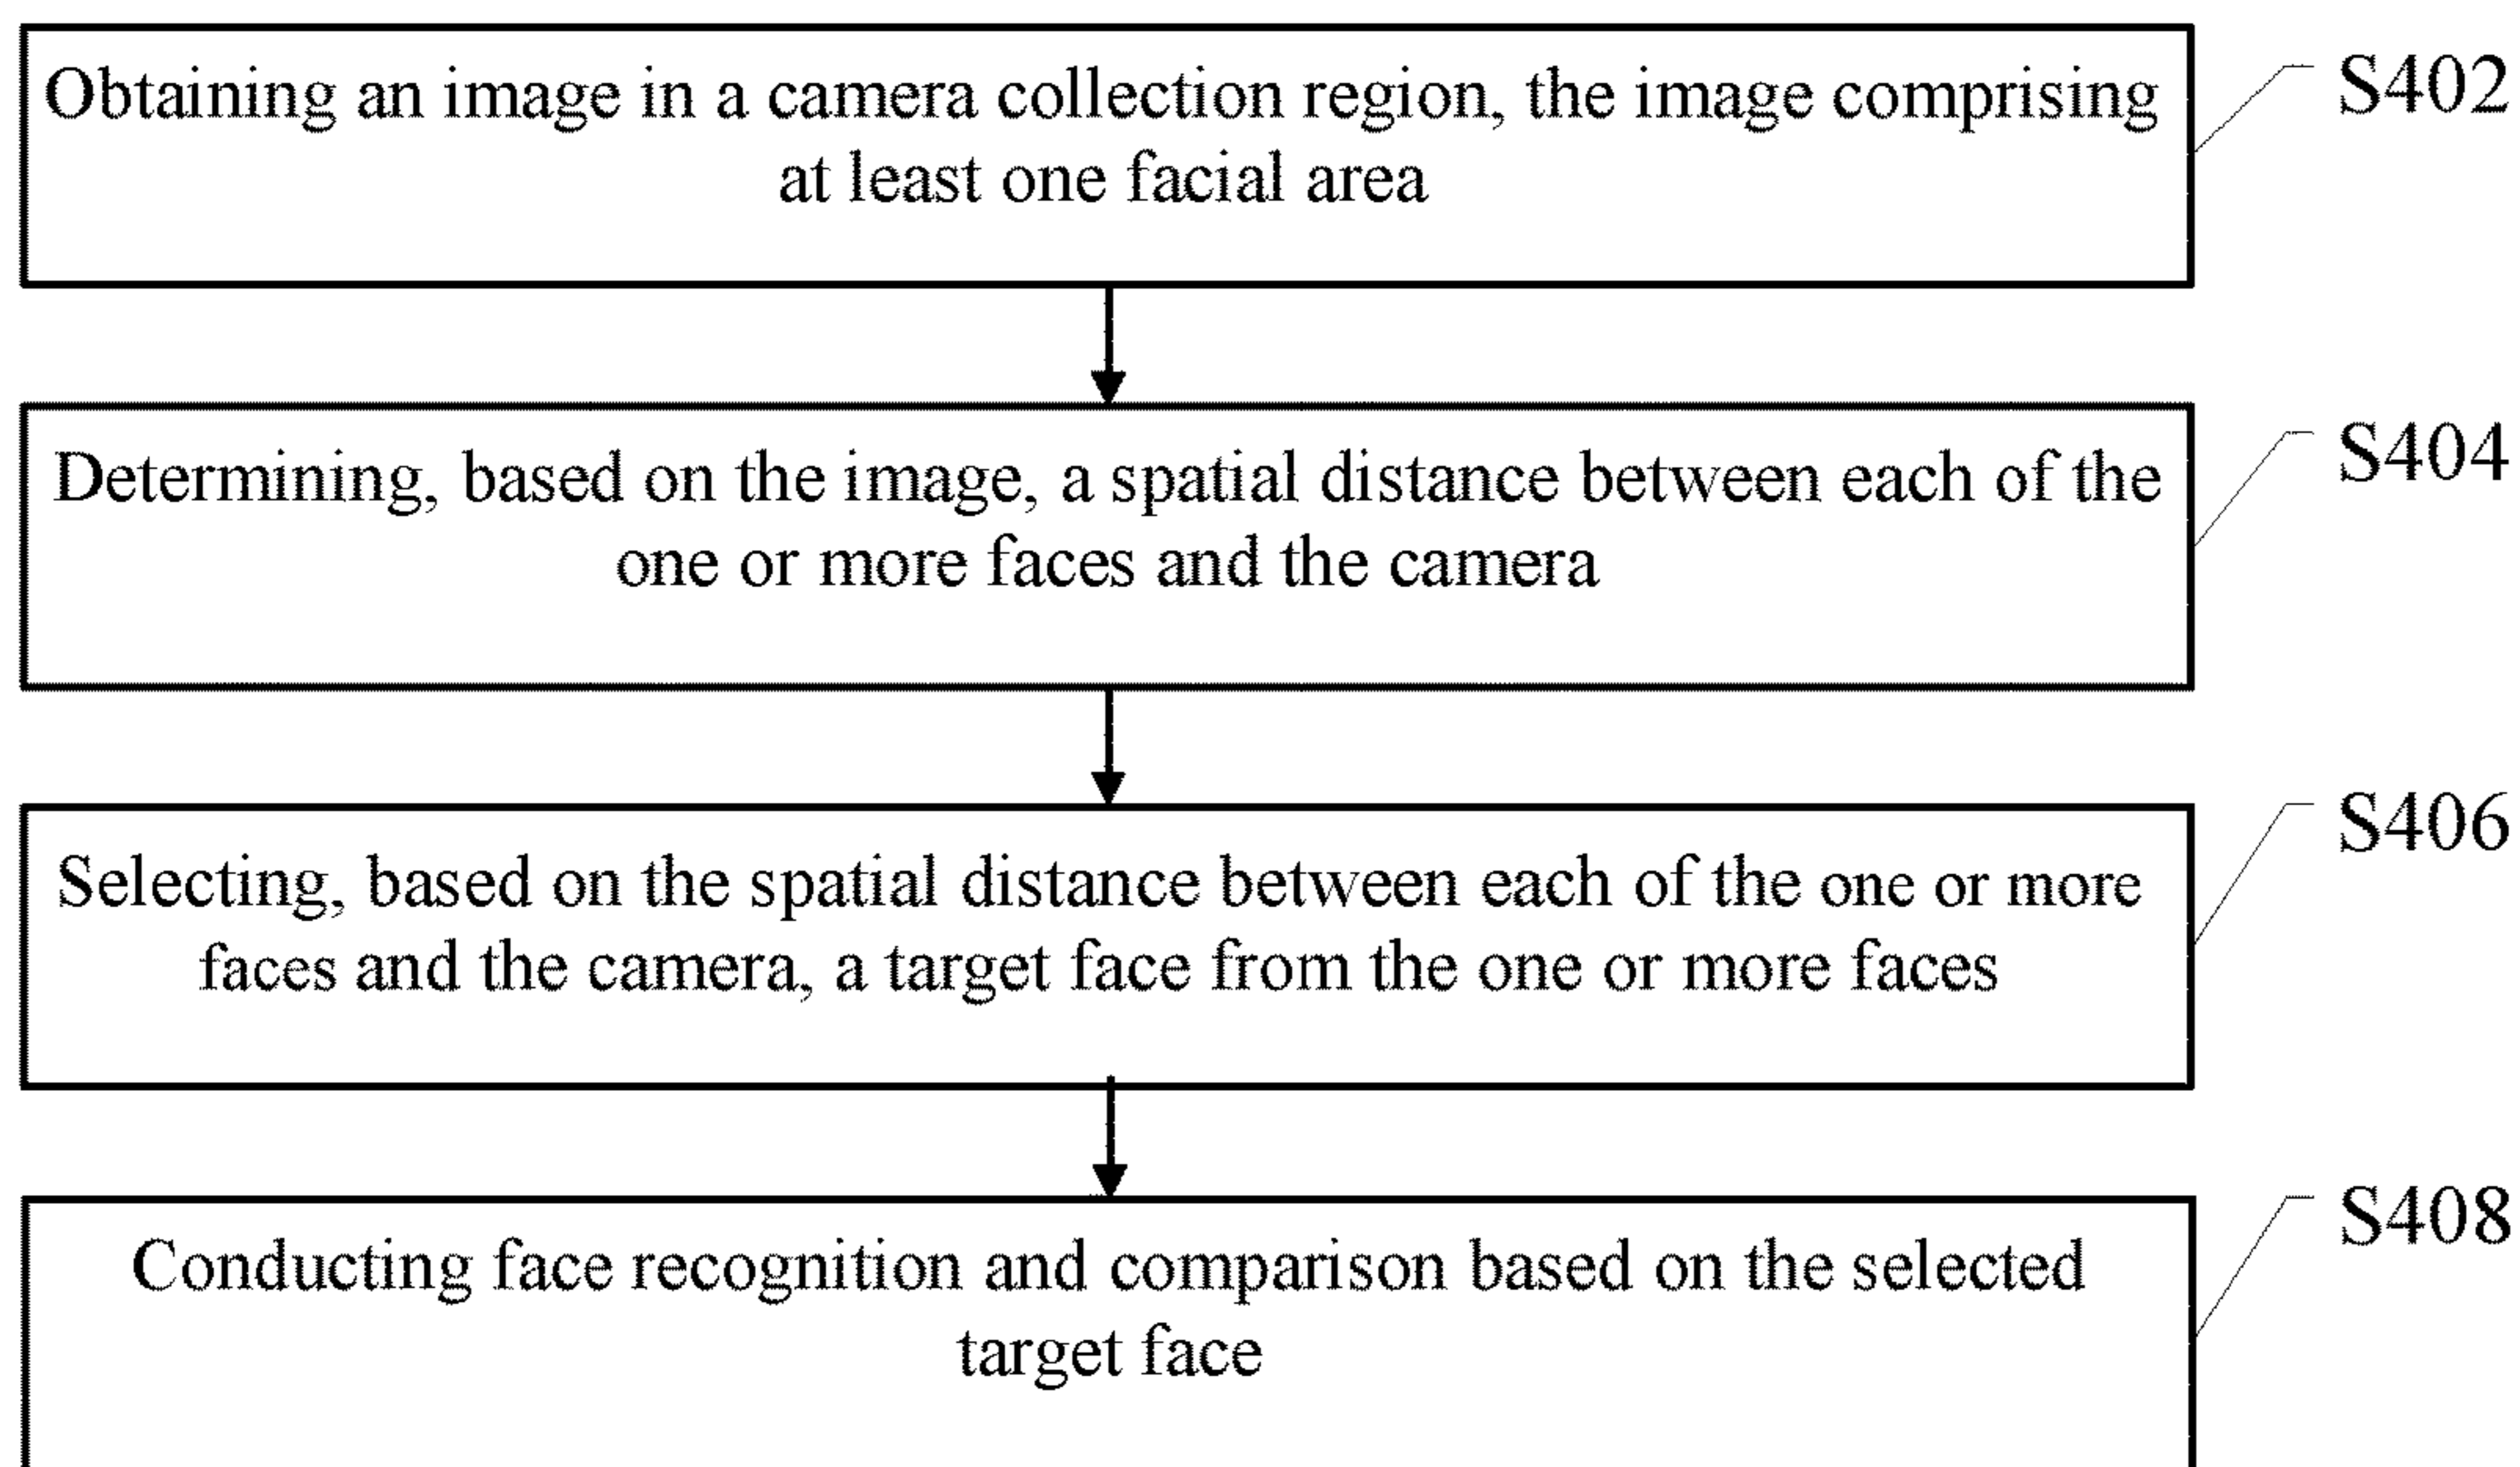 Obtaining an image in a camera collection region, the image comprising
at least one facial area
S402
Determining, based on the image, a spatial distance between each of the
one or more faces and the camera
S404
Selecting, based on the spatial distance between each of the one or more
faces and the camera, a target face from the one or more faces
S406
Conducting face recognition and comparison based on the selected
target face
S408